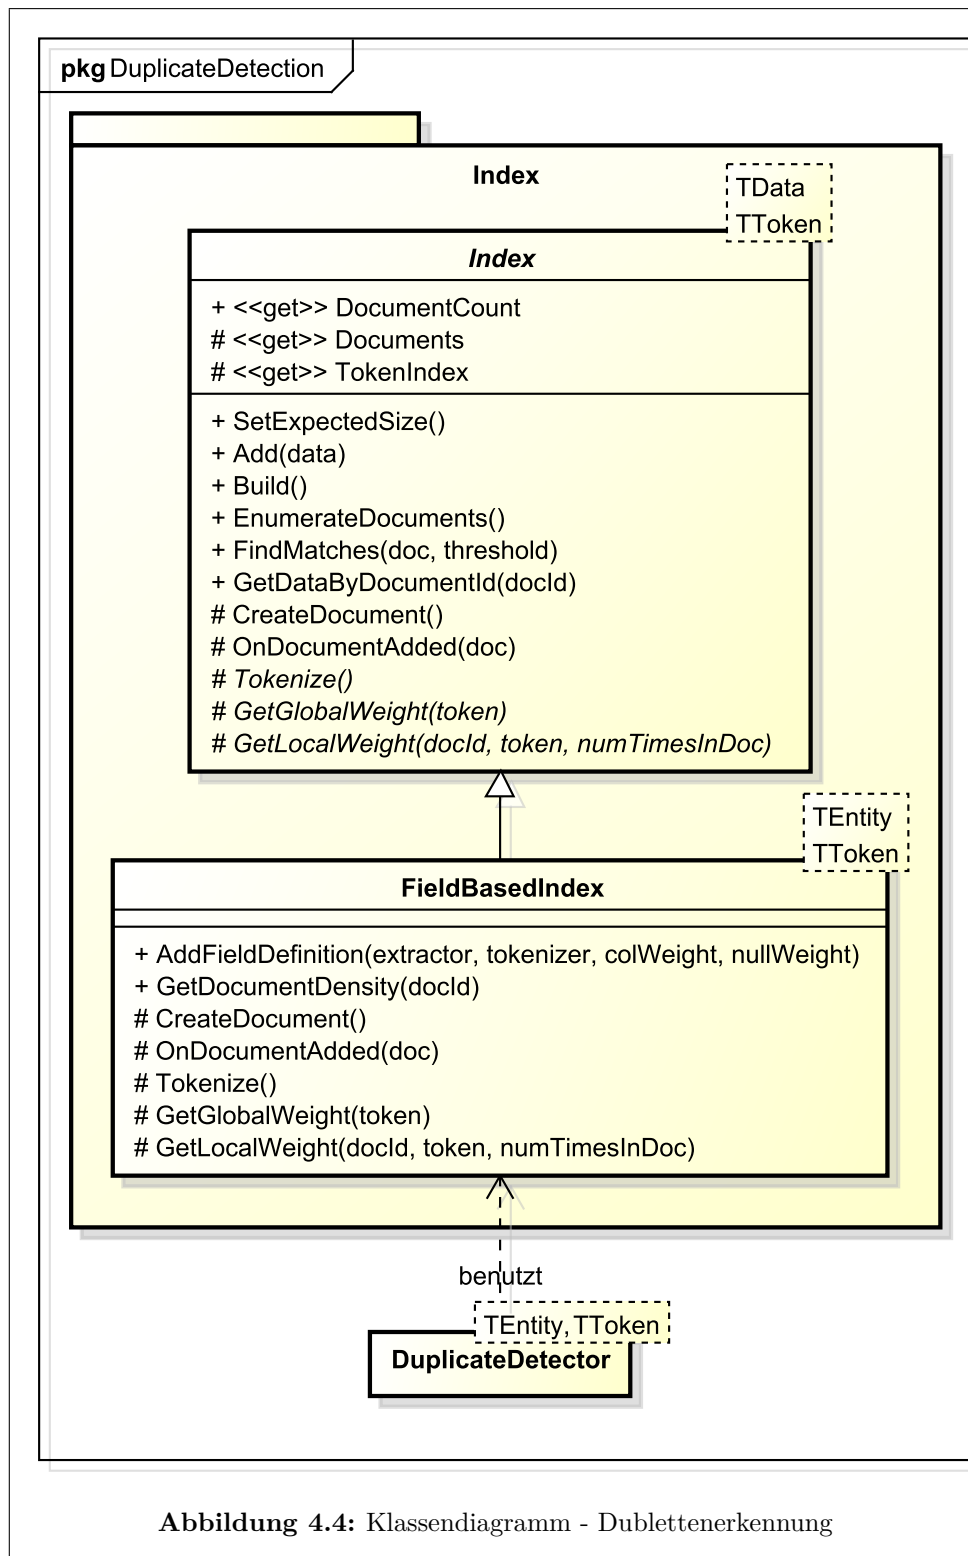 pkg DuplicateDetection
Index
TData
TToken
Index
+ <<get>> DocumentCount
# <<get>> Documents
# <<get>> TokenIndex
+ SetExpectedSize()
+ Add(data)
+ Build()
+ EnumerateDocuments()
+ FindMatches(doc, threshold)
+ GetDataByDocumentId(docId)
# CreateDocument()
# OnDocumentAdded(doc)
# Tokenize()
# GetGlobalWeight(token)
# GetLocalWeight(docId, token, numTimesInDoc)
TEntity
TToken
FieldBasedIndex
+ AddFieldDefinition(extractor, tokenizer, colWeight, nullWeight)
+ GetDocumentDensity(docId)
# CreateDocument()
# OnDocumentAdded(doc)
# Tokenize()
# GetGlobalWeight(token)
# GetLocalWeight(docId, token, numTimesInDoc)
benutzt
TEntity, TToken
DuplicateDetector
Abbildung 4.4: Klassendiagramm - Dublettenerkennung